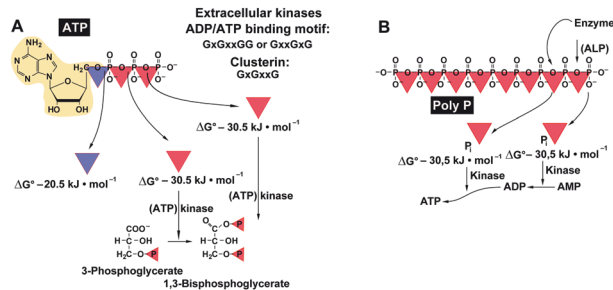 A
ATP
Extracellular kinases
ADP/ATP binding motif:
GxGxxGG or GxxGxG
Clusterin:
GxGxxG
NH₂
N
N
N
N
O
H₂C
OH OH
O⁻ O⁻ O⁻
O–P–O–P–O–P–O⁻
O O O
ΔG° – 20.5 kJ • mol⁻¹
ΔG° – 30.5 kJ • mol⁻¹
ΔG° – 30.5 kJ • mol⁻¹
(ATP) kinase
(ATP) kinase
COO⁻
H–C–OH
H₂C–O–P
3-Phosphoglycerate
O O–P
C
H–C–OH
H₂C–O–P
1,3-Bisphosphoglycerate
B
Enzyme
(ALP)
Poly P
Pᵢ
ΔG° – 30,5 kJ • mol⁻¹
Kinase
Pᵢ
ΔG° – 30,5 kJ • mol⁻¹
Kinase
ATP
ADP
AMP